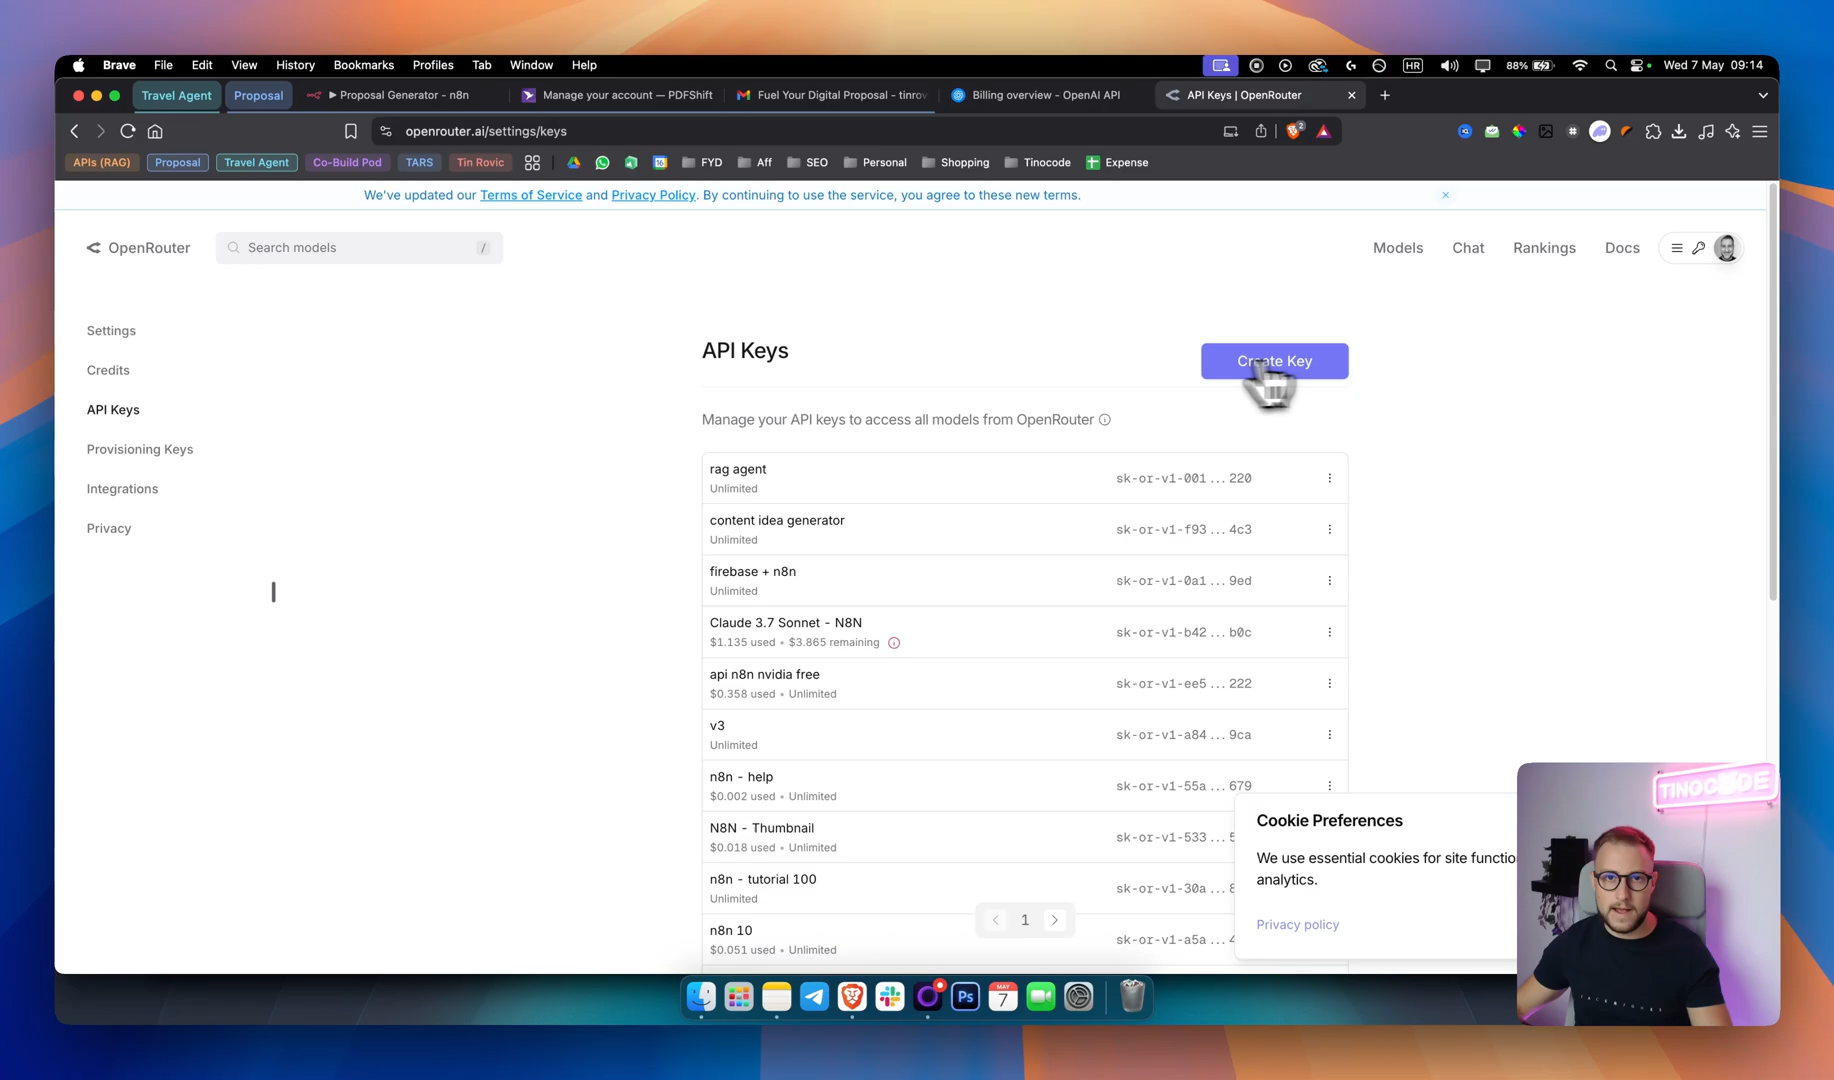 Brave File Edit View History Bookmarks Profiles Tab Window Help HR 88% Wed 7 May 09:14
Travel Agent Proposal Proposal Generator - n8n Manage your account — PDFShift Fuel Your Digital Proposal - tinrov Billing overview - OpenAI API API Keys | OpenRouter
openrouter.ai/settings/keys 2
APIs (RAG) Proposal Travel Agent Co-Build Pod TARS Tin Rovic 16 FYD Aff SEO Personal Shopping Tinocode Expense
We've updated our Terms of Service and Privacy Policy. By continuing to use the service, you agree to these new terms.
OpenRouter Search models / Models Chat Rankings Docs
Settings
Credits
API Keys
Provisioning Keys
Integrations
Privacy
API Keys
Create Key
Manage your API keys to access all models from OpenRouter
rag agent
Unlimited
sk-or-v1-001...220
content idea generator
Unlimited
sk-or-v1-f93...4c3
firebase + n8n
Unlimited
sk-or-v1-0a1...9ed
Claude 3.7 Sonnet - N8N
$1.135 used • $3.865 remaining
sk-or-v1-b42...b0c
api n8n nvidia free
$0.358 used • Unlimited
sk-or-v1-ee5...222
v3
Unlimited
sk-or-v1-a84...9ca
n8n - help
$0.002 used • Unlimited
sk-or-v1-55a...679
N8N - Thumbnail
$0.018 used • Unlimited
sk-or-v1-533...5
n8n - tutorial 100
Unlimited
sk-or-v1-30a...8
n8n 10
$0.051 used • Unlimited
sk-or-v1-a5a...4
1
Cookie Preferences
We use essential cookies for site functio
analytics.
Privacy policy
TINOCODE
Ps
MAY
7